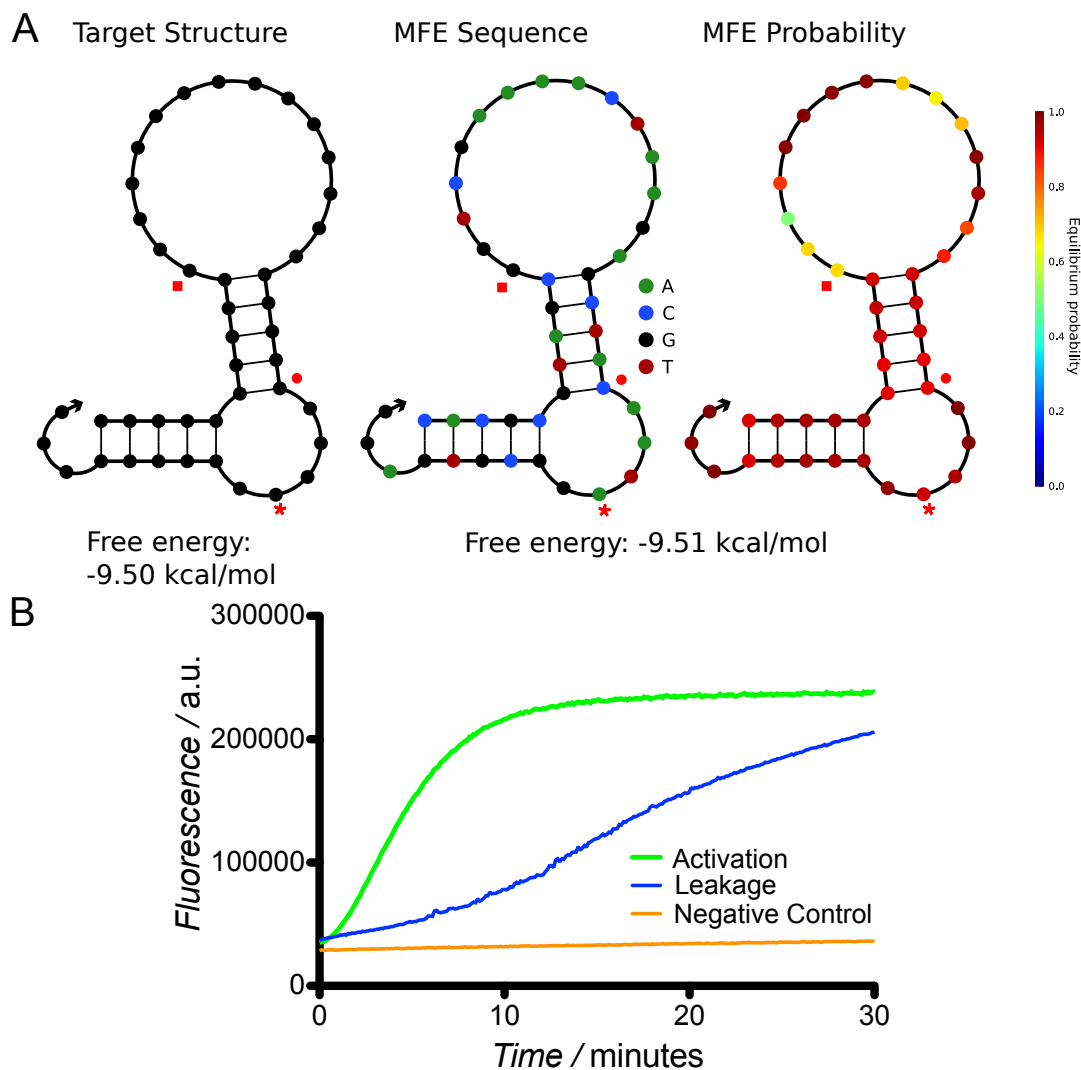 A
Target Structure
MFE Sequence
MFE Probability
A
C
G
T
1.0
0.8
0.6
0.4
0.2
0.0
Equilibrium probability
*
*
*
Free energy:
-9.50 kcal/mol
Free energy: -9.51 kcal/mol
B
300000
200000
100000
0
Fluorescence / a.u.
Activation
Leakage
Negative Control
0
10
20
30
Time / minutes